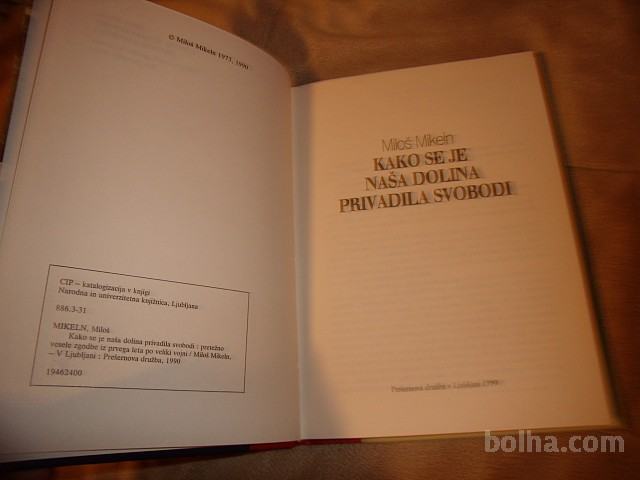 © Miloš Mikeln 1973, 1990
CIP – katalogizacija v knjigi
Narodna in univerzitetna knjižnica, Ljubljana
886.3-31
MIKELN, Miloš
Kako se je naša dolina privadila svobodi : pretežno
vesele zgodbe iz prvega leta po veliki vojni / Miloš Mikeln.
– V Ljubljani : Prešernova družba, 1990
19462400
Miloš Mikeln
KAKO SE JE
NAŠA DOLINA
PRIVADILA SVOBODI
Prešernova družba v Ljubljani 1990
bolha.com